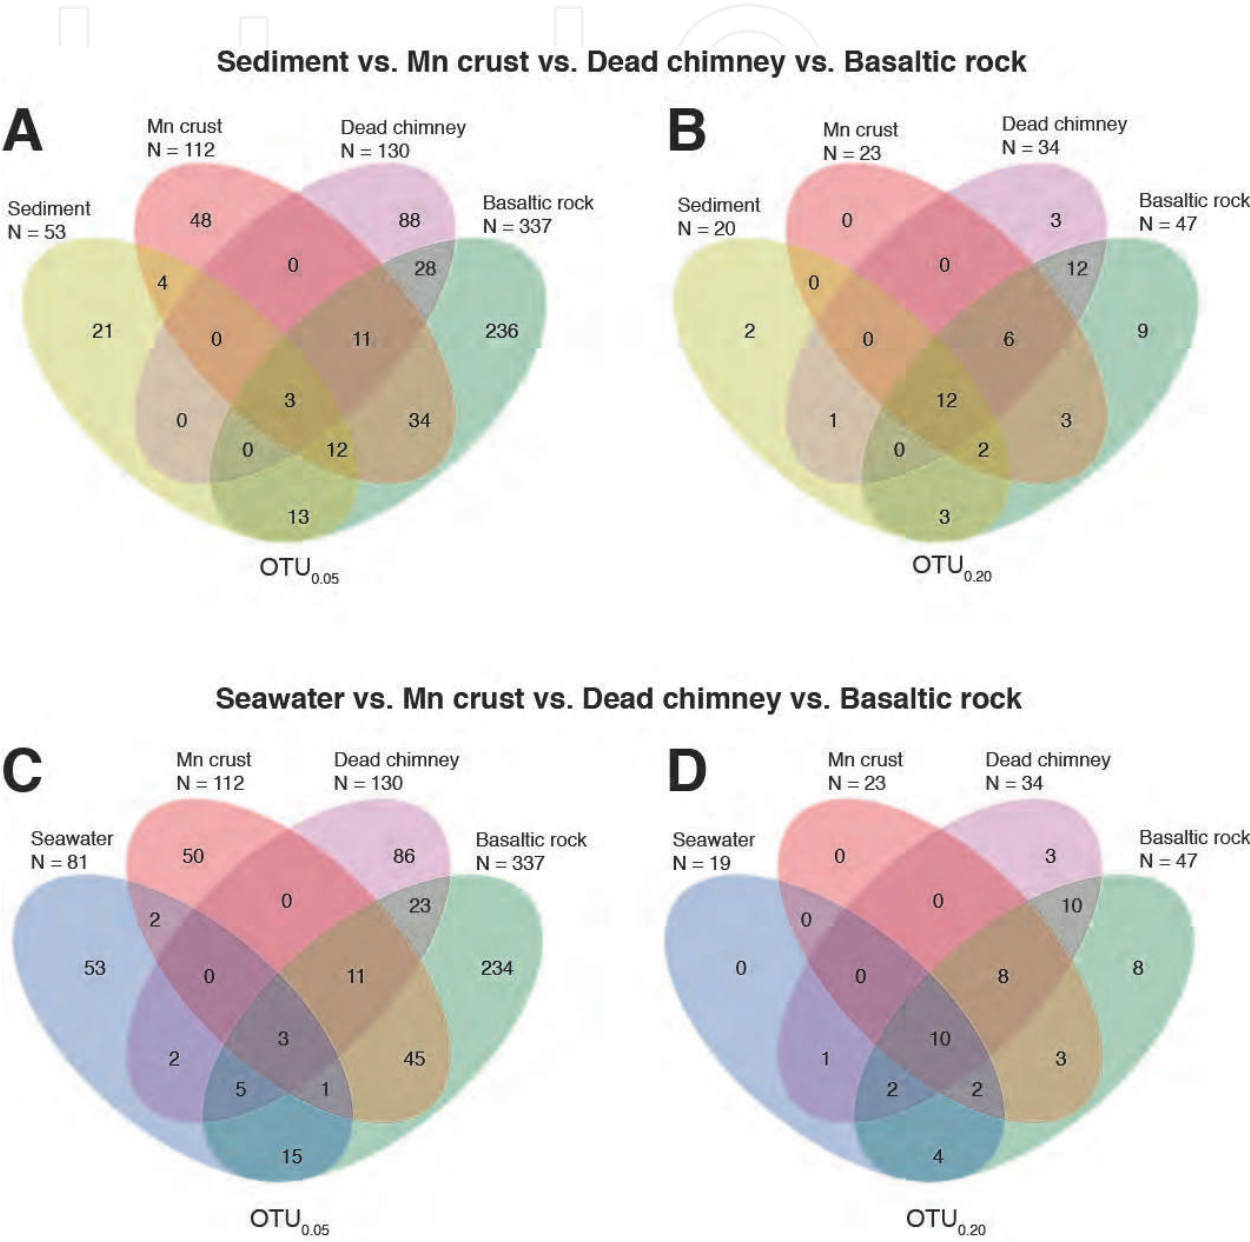 Sediment vs. Mn crust vs. Dead chimney vs. Basaltic rock
A
Mn crust
N = 112
Dead chimney
N = 130
Sediment
N = 53
Basaltic rock
N = 337
48
88
0
28
4
21
0
11
236
3
0
34
0
12
13
OTU0.05
B
Mn crust
N = 23
Dead chimney
N = 34
Sediment
N = 20
Basaltic rock
N = 47
0
3
0
12
0
2
0
6
9
12
1
3
0
2
3
OTU0.20
Seawater vs. Mn crust vs. Dead chimney vs. Basaltic rock
C
Mn crust
N = 112
Dead chimney
N = 130
Seawater
N = 81
Basaltic rock
N = 337
50
86
0
23
2
53
0
11
234
3
2
45
5
1
15
OTU0.05
D
Mn crust
N = 23
Dead chimney
N = 34
Seawater
N = 19
Basaltic rock
N = 47
0
3
0
10
0
0
0
8
8
10
1
3
2
2
4
OTU0.20